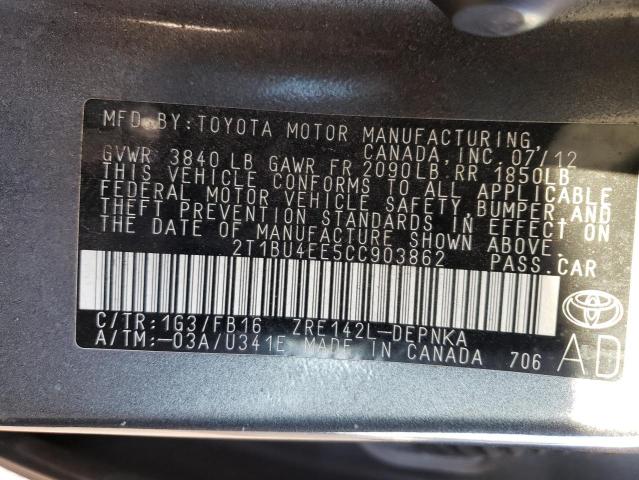 MFD BY:TOYOTA MOTOR MANUFACTURING,
CANADA, INC. 07/12
GVWR 3840 LB GAWR FR 2090LB.RR 1850LB
THIS VEHICLE CONFORMS TO ALL APPLICABLE
FEDERAL MOTOR VEHICLE SAFETY,BUMPER,AND
THEFT PREVENTION STANDARDS IN EFFECT ON
THE DATE OF MANUFACTURE SHOWN ABOVE.
2T1BU4EE5CC903862 PASS.CAR
C/TR:1G3/FB16 ZRE142L-DEPNKA
A/TM:-03A/U341E MADE IN CANADA 706
AD